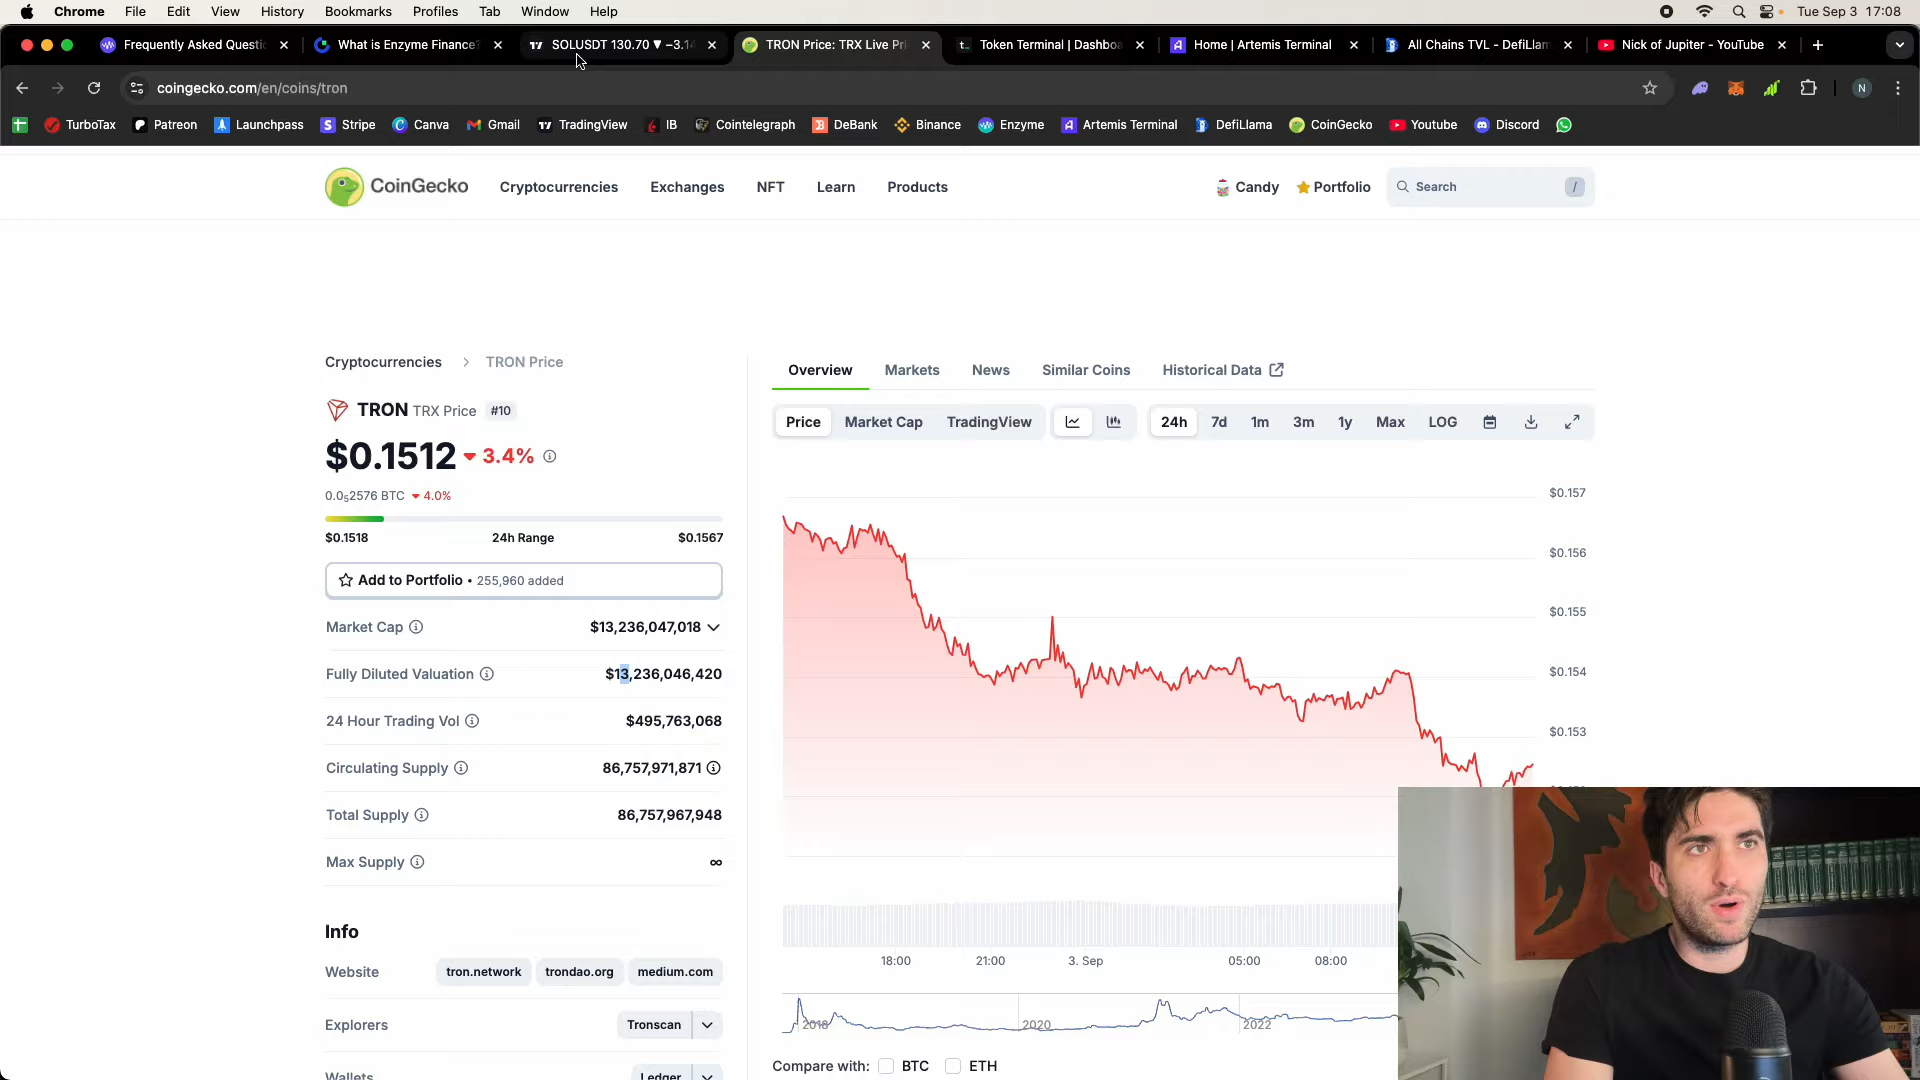 Chrome File Edit View History Bookmarks Profiles Tab Window Help Tue Sep 3 17:08
Frequently Asked Questi What is Enzyme Finance? SOLUSDT 130.70 ▼ −3.14 TRON Price: TRX Live Pri Token Terminal | Dashboa Home | Artemis Terminal All Chains TVL - DefiLlam Nick of Jupiter - YouTube
coingecko.com/en/coins/tron N
TurboTax Patreon Launchpass Stripe Canva Gmail TradingView IB Cointelegraph DeBank Binance Enzyme Artemis Terminal DefiLlama CoinGecko Youtube Discord
CoinGecko Cryptocurrencies Exchanges NFT Learn Products Candy Portfolio Search /
Cryptocurrencies > TRON Price
Overview Markets News Similar Coins Historical Data
TRON TRX Price #10
Price Market Cap TradingView 24h 7d 1m 3m 1y Max LOG
$0.1512 ▼ 3.4%
0.0₅2576 BTC ▼ 4.0%
$0.1518 24h Range $0.1567
Add to Portfolio • 255,960 added
Market Cap $13,236,047,018
Fully Diluted Valuation $13,236,046,420
24 Hour Trading Vol $495,763,068
Circulating Supply 86,757,971,871
Total Supply 86,757,967,948
Max Supply ∞
Info
Website tron.network trondao.org medium.com
Explorers Tronscan
Wallets Ledger
$0.157
$0.156
$0.155
$0.154
$0.153
18:00 21:00 3. Sep 05:00 08:00
2018 2020 2022
Compare with: BTC ETH